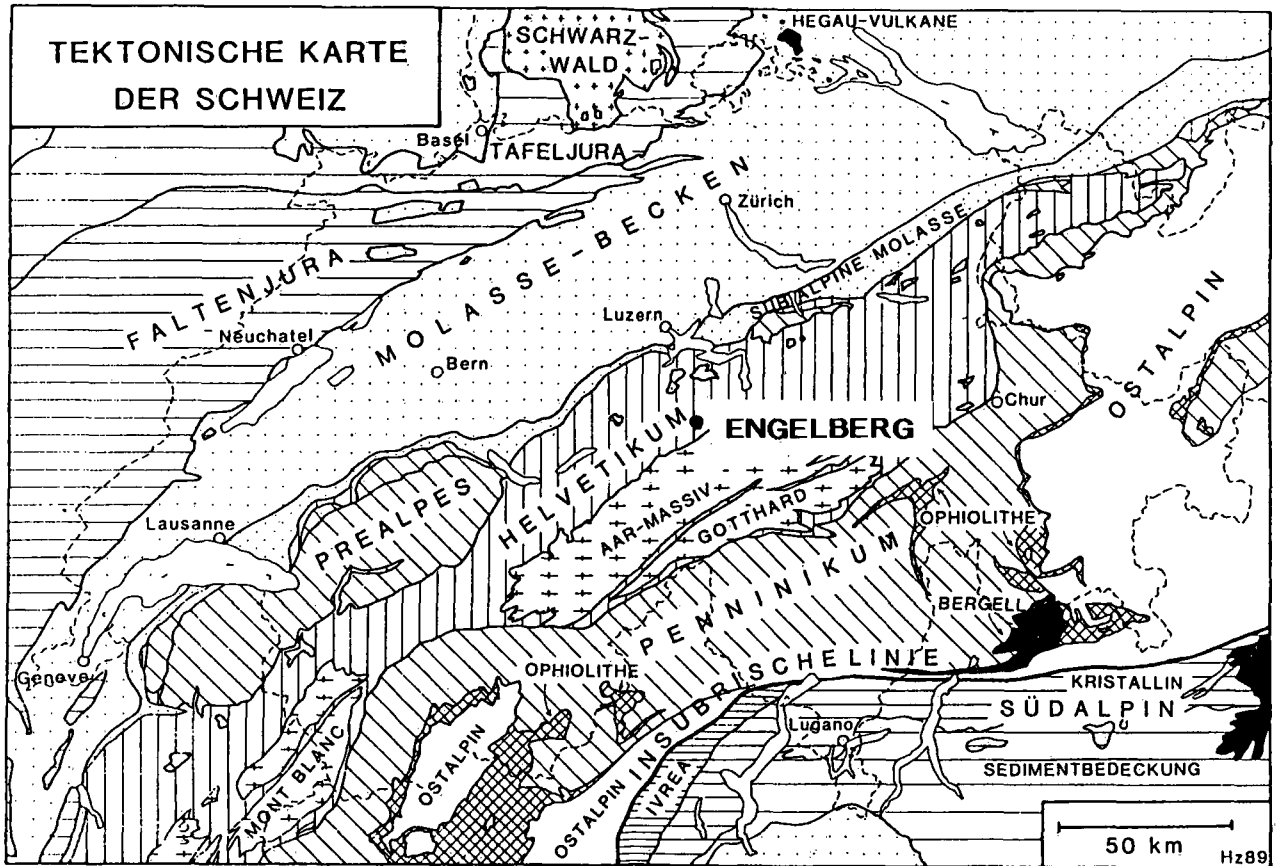 TEKTONISCHE KARTE
DER SCHWEIZ
SCHWARZ-
WALD
HEGAU-VULKANE
Basel
TAFELJURA
Zürich
MOLASSE-BECKEN
FALTENJURA
SUBALPINE MOLASSE
Neuchatel
Luzern
Bern
OSTALPIN
Chur
ENGELBERG
HELVETIKUM
PREALPES
Lausanne
AAR-MASSIV
GOTTHARD
OPHIOLITHE
PENNINIKUM
BERGELL
Geneve
OPHIOLITHE
INSUBRISCHE LINIE
KRISTALLIN
SÜDALPIN
Lugano
MONT BLANC
OSTALPIN
OSTALPIN
IVREA
SEDIMENTBEDECKUNG
50 km
Hz89